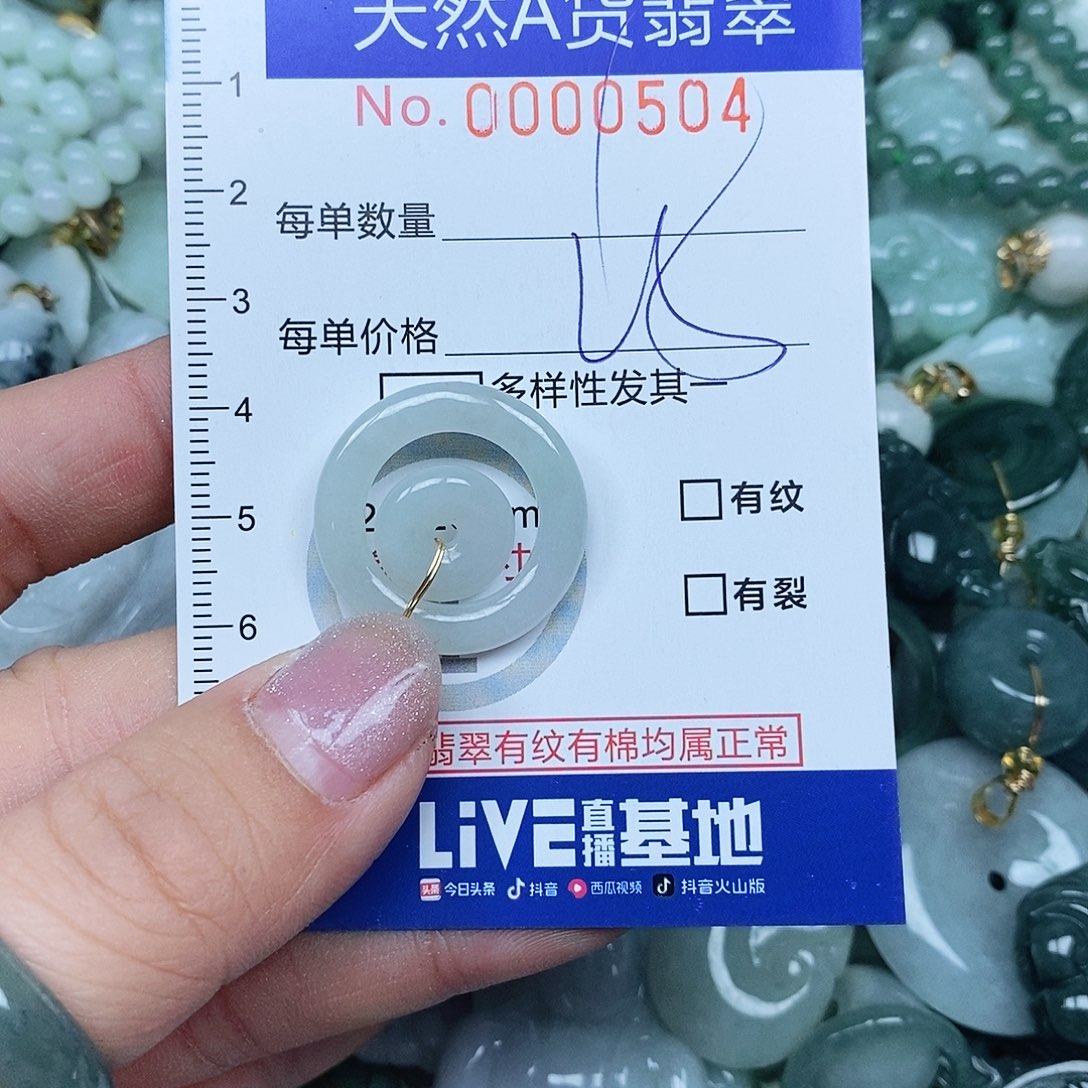 天然A货翡翠
1
No. 0000504
2
每单数量
3
每单价格
多样性发其一
4
有纹
5
2
m
有裂
6
翡翠有纹有棉均属正常
LiVE直播基地
头条 今日头条 抖音 西瓜视频 抖音火山版